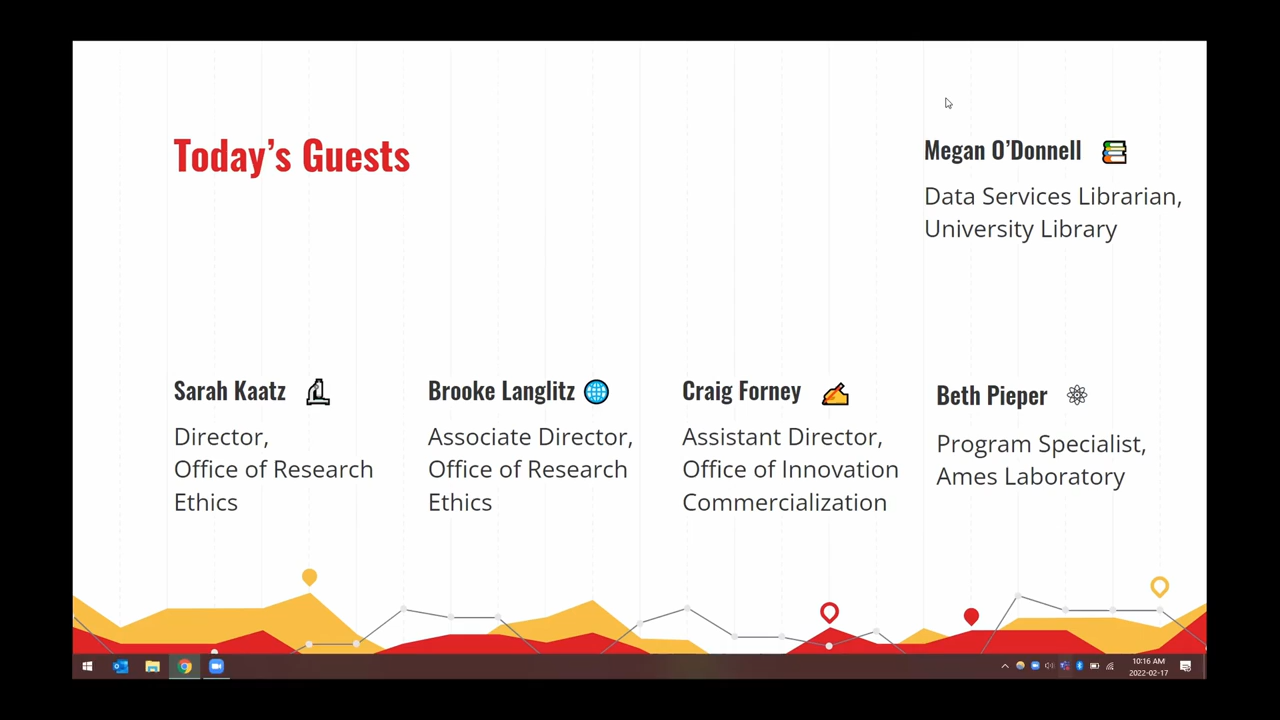 Today's Guests
Megan O'Donnell
Data Services Librarian,
University Library
Sarah Kaatz
Director,
Office of Research
Ethics
Brooke Langlitz
Associate Director,
Office of Research
Ethics
Craig Forney
Assistant Director,
Office of Innovation
Commercialization
Beth Pieper
Program Specialist,
Ames Laboratory
10:16 AM
2022-02-17